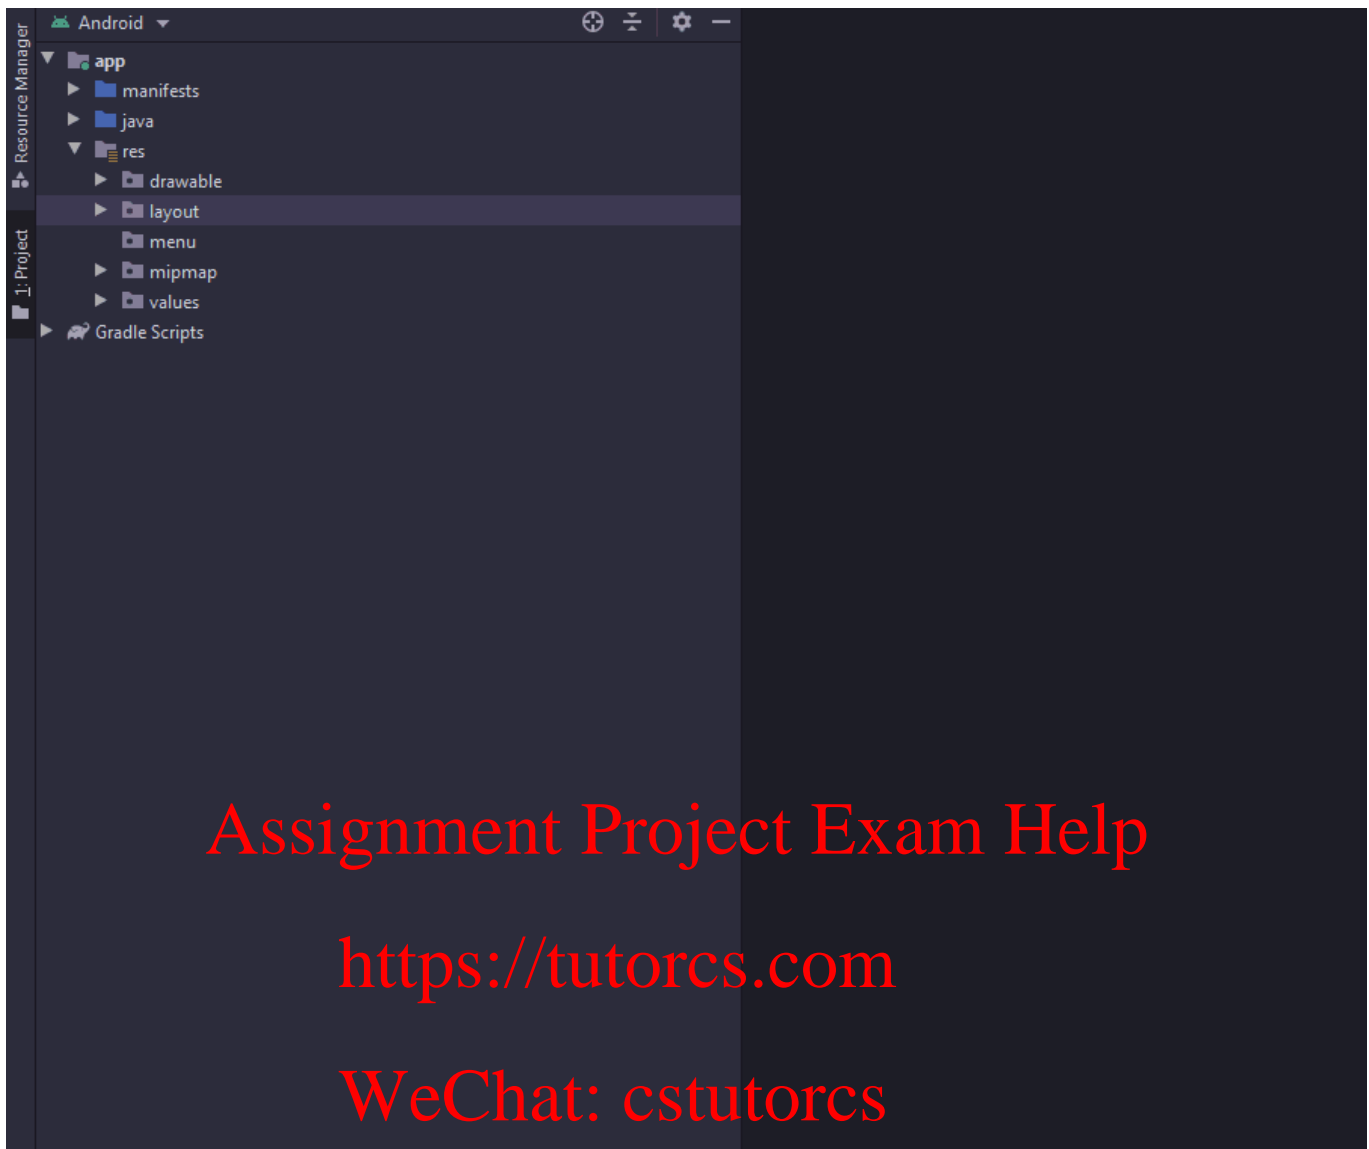 Android
app
manifests
java
res
drawable
layout
menu
mipmap
values
Gradle Scripts
Resource Manager
1: Project
Assignment Project Exam Help
https://tutorcs.com
WeChat: cstutorcs